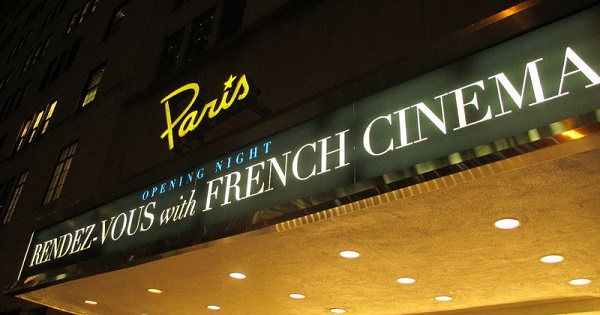 Paris
OPENING NIGHT
RENDEZ-VOUS with FRENCH CINEMA